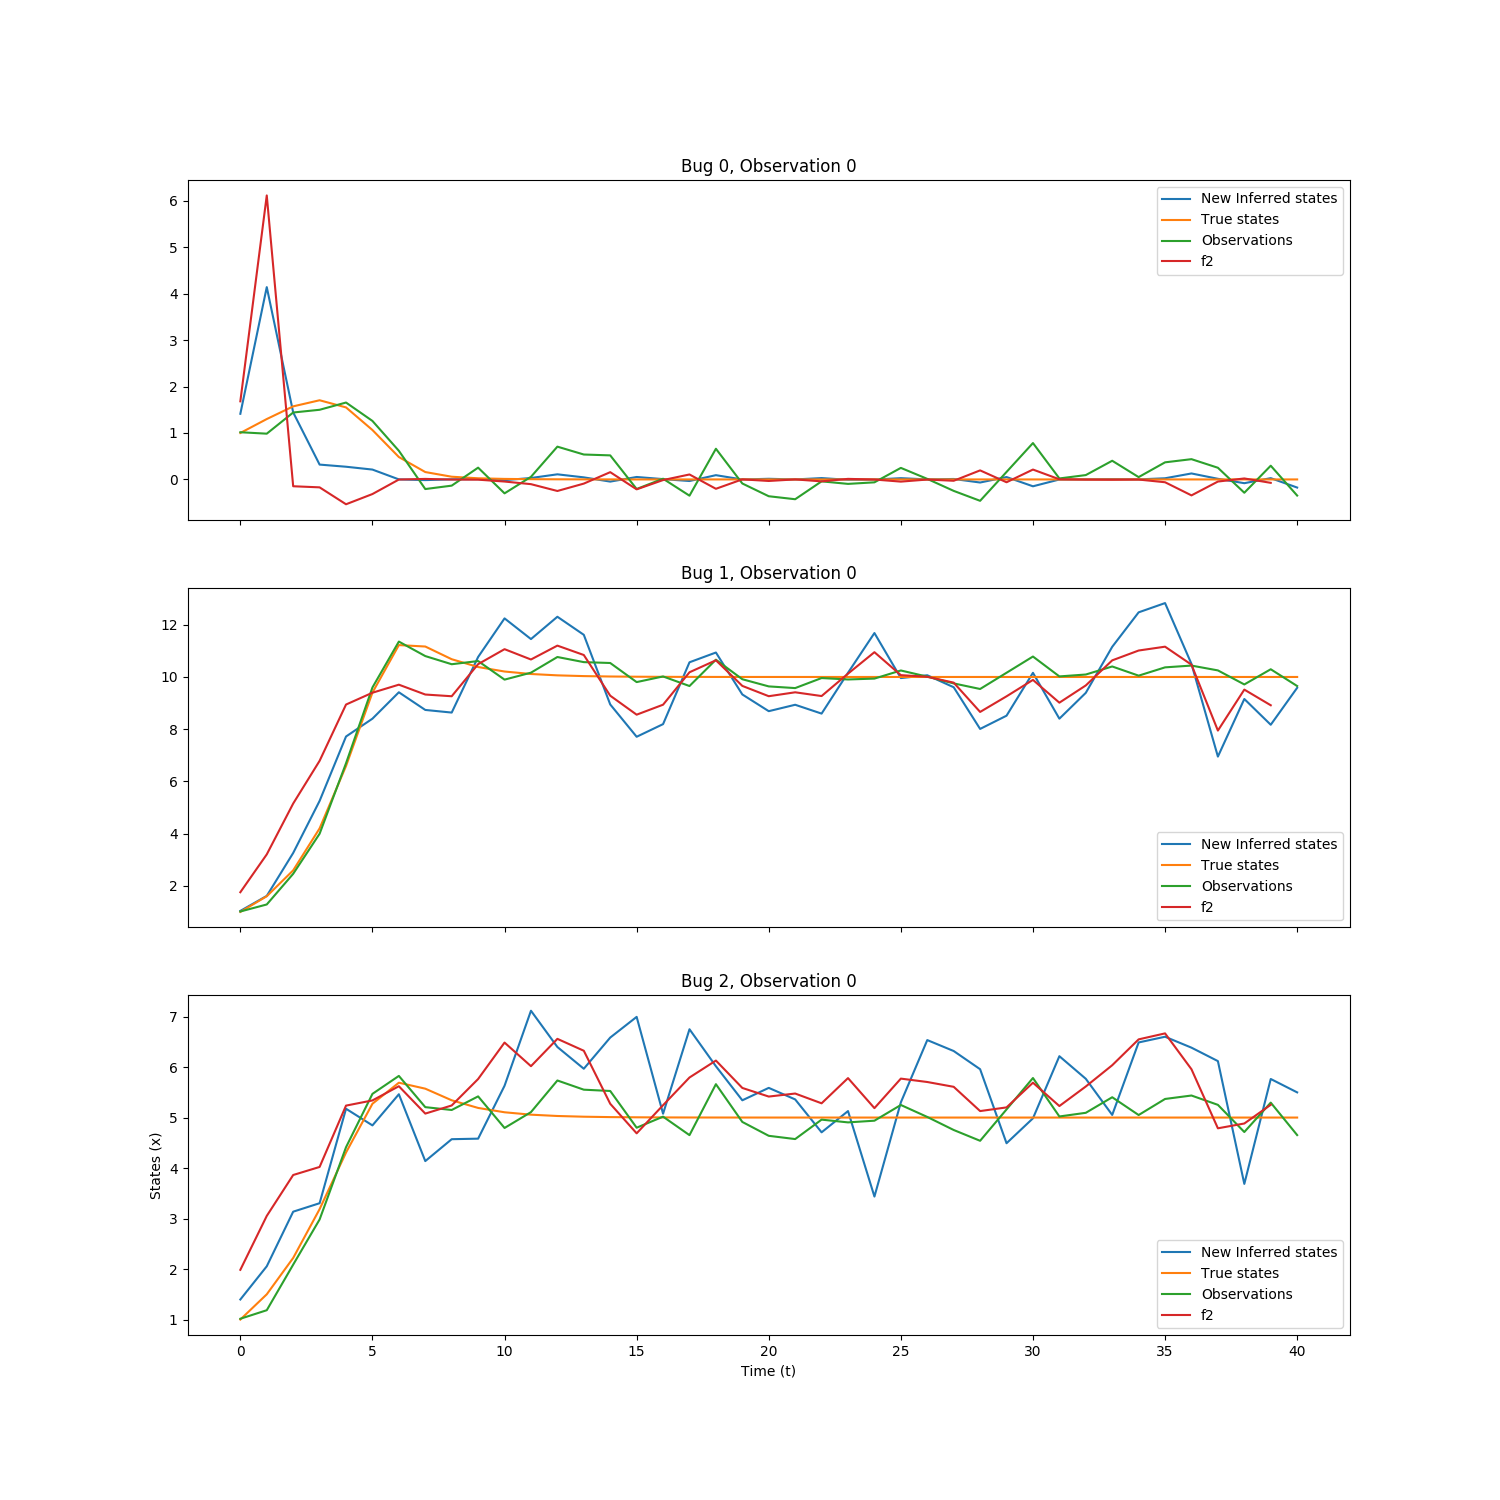 Bug 0, Observation 0
6
5
4
3
2
1
0
New Inferred states
True states
Observations
f2
Bug 1, Observation 0
12
10
8
6
4
2
New Inferred states
True states
Observations
f2
Bug 2, Observation 0
7
6
5
4
3
2
1
States (x)
New Inferred states
True states
Observations
f2
0 5 10 15 20 25 30 35 40
Time (t)